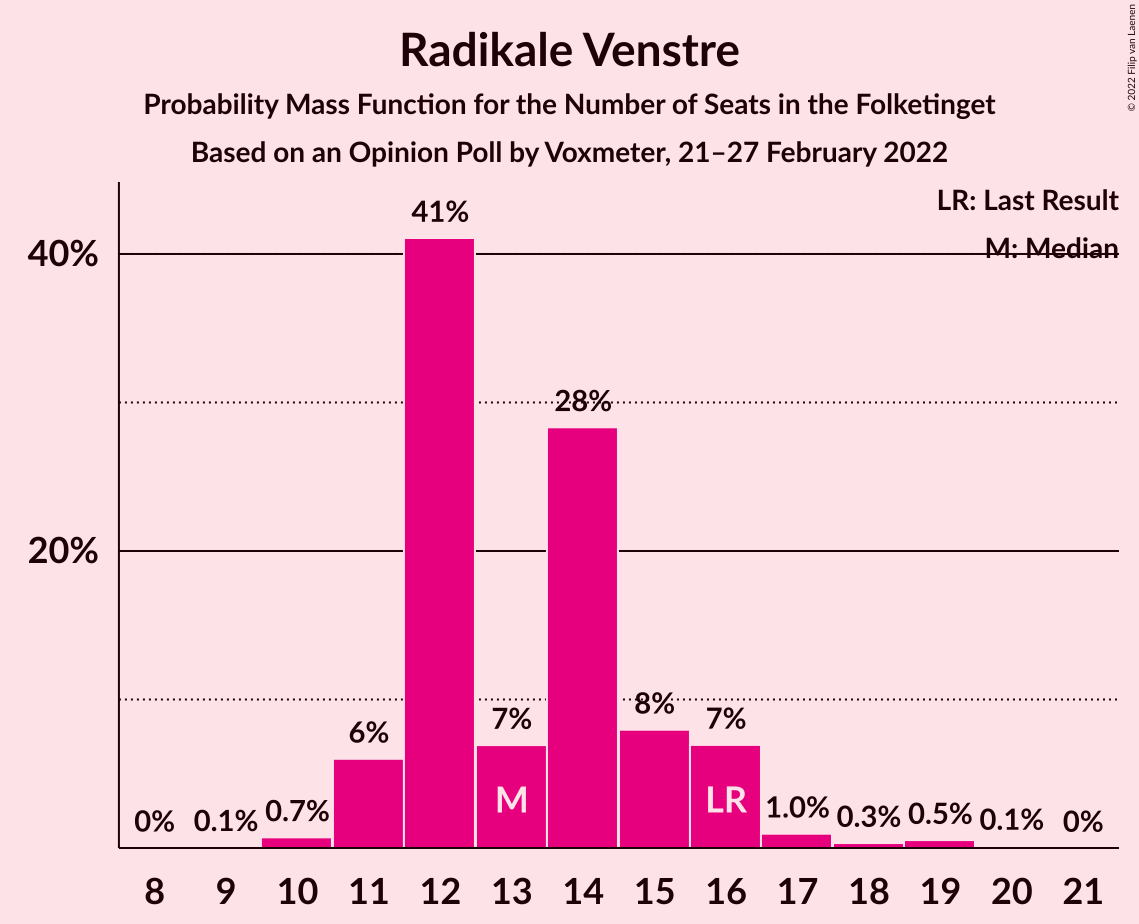 Radikale Venstre
Probability Mass Function for the Number of Seats in the Folketinget
Based on an Opinion Poll by Voxmeter, 21–27 February 2022
© 2022 Filip van Laenen
LR: Last Result
M: Median
40%
20%
0%
0.1%
0.7%
6%
41%
7%
28%
8%
7%
1.0%
0.3%
0.5%
0.1%
0%
M
LR
8 9 10 11 12 13 14 15 16 17 18 19 20 21